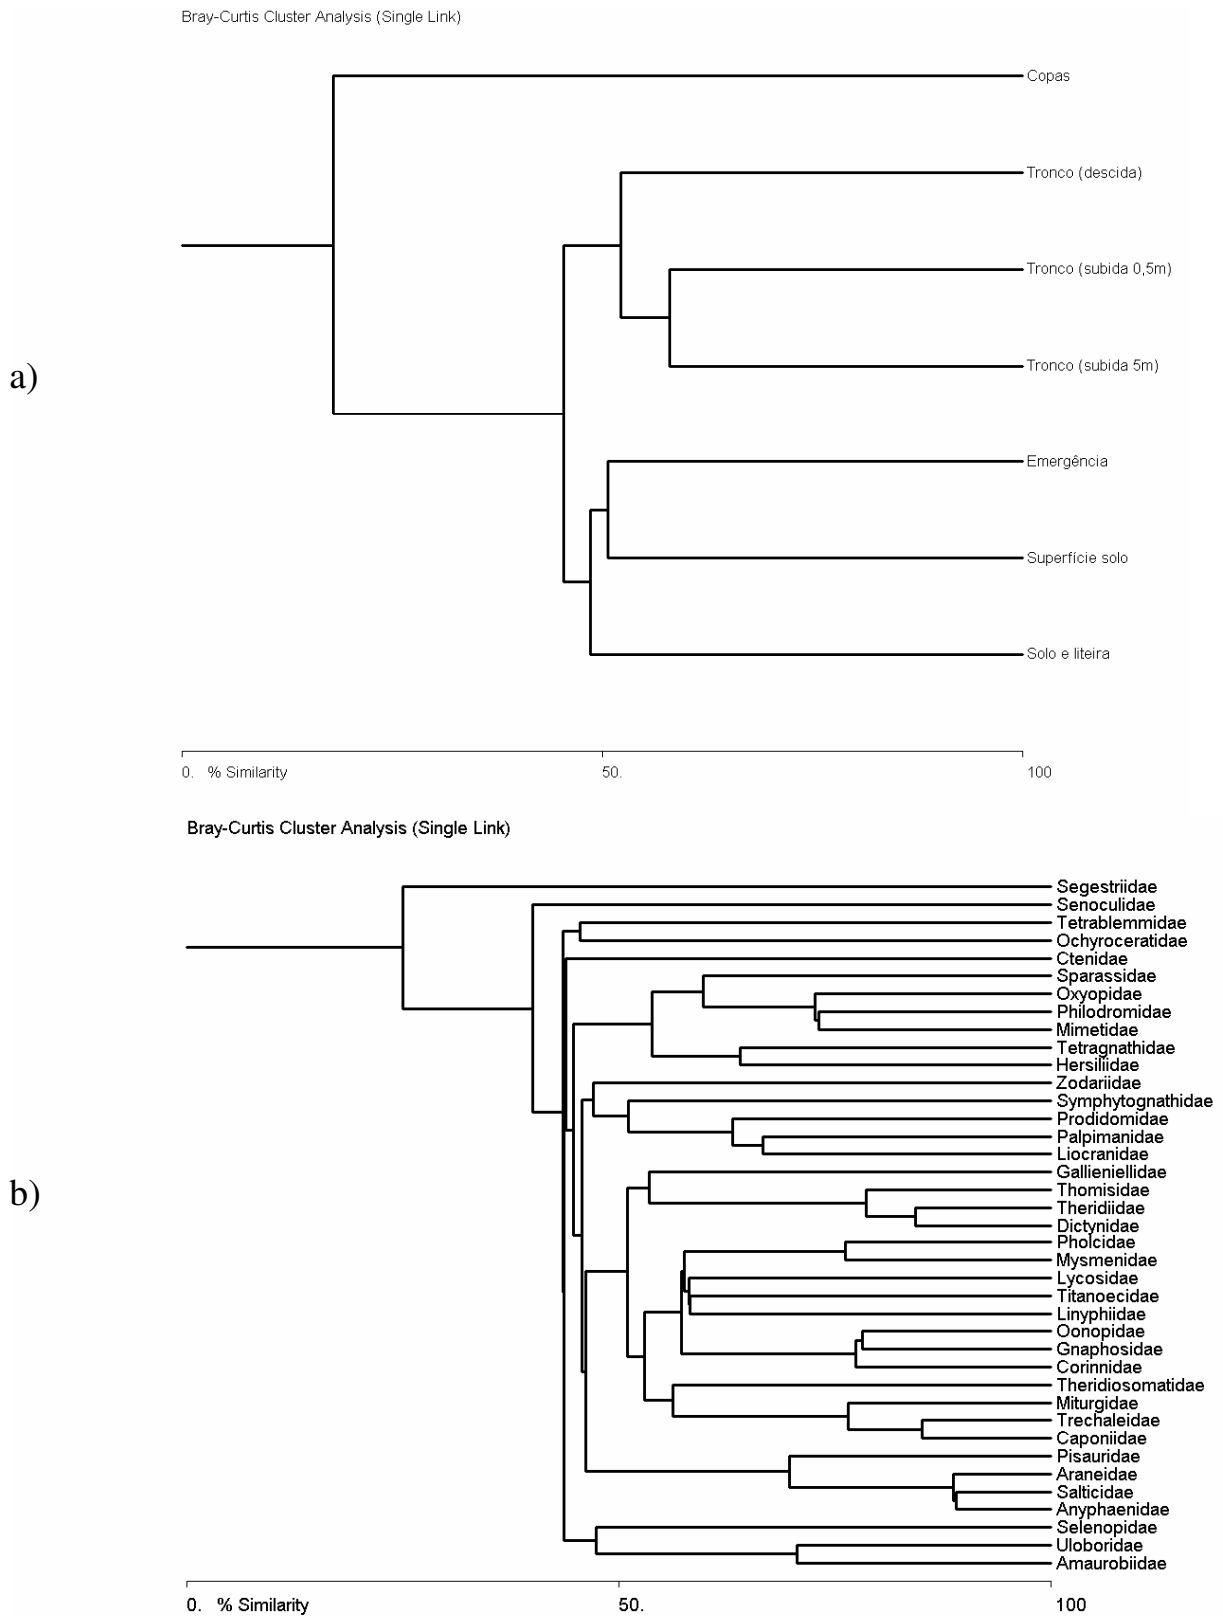 Bray-Curtis Cluster Analysis (Single Link)
Copas
Tronco (descida)
Tronco (subida 0,5m)
Tronco (subida 5m)
a)
Emergência
Superfície solo
Solo e liteira
0. % Similarity 50. 100
Bray-Curtis Cluster Analysis (Single Link)
Segestriidae
Senoculidae
Tetrablemmidae
Ochyroceratidae
Ctenidae
Sparassidae
Oxyopidae
Philodromidae
Mimetidae
Tetragnathidae
Hersiliidae
Zodariidae
Symphytognathidae
Prodidomidae
Palpimanidae
Liocranidae
Gallieniellidae
Thomisidae
b)
Theridiidae
Dictynidae
Pholcidae
Mysmenidae
Lycosidae
Titanoecidae
Linyphiidae
Oonopidae
Gnaphosidae
Corinnidae
Theridiosomatidae
Miturgidae
Trechaleidae
Caponiidae
Pisauridae
Araneidae
Salticidae
Anyphaenidae
Selenopidae
Uloboridae
Amaurobiidae
0. % Similarity 50. 100